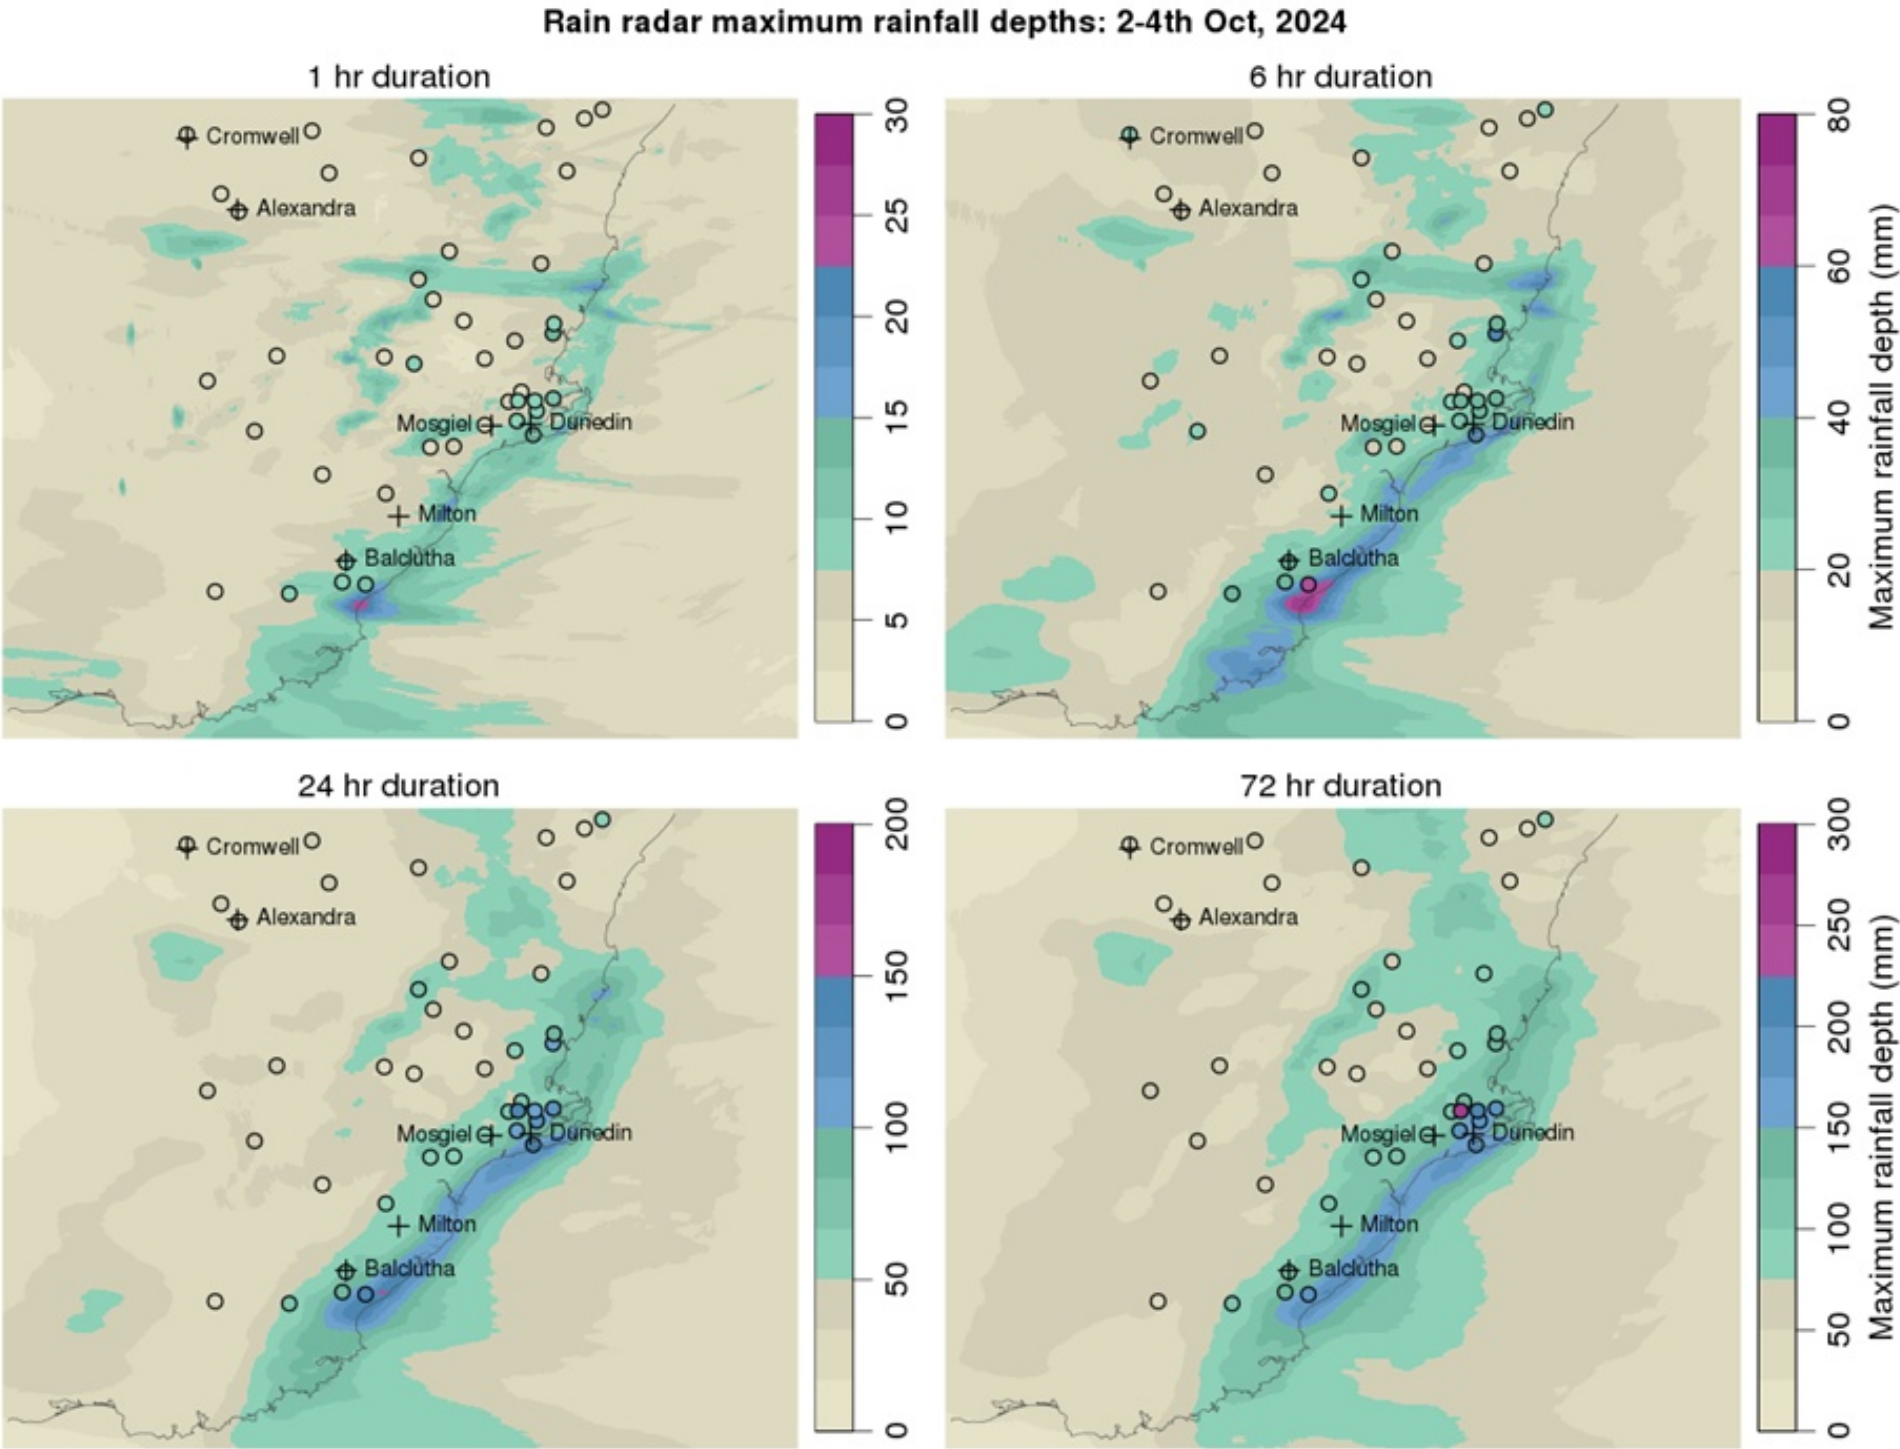 Rain radar maximum rainfall depths: 2-4th Oct, 2024
1 hr duration
Cromwell
Alexandra
Mosgiel
Dunedin
Milton
Balclutha
30
25
20
15
10
5
0
6 hr duration
Cromwell
Alexandra
Mosgiel
Dunedin
Milton
Balclutha
80
60
40
20
0
Maximum rainfall depth (mm)
24 hr duration
Cromwell
Alexandra
Mosgiel
Dunedin
Milton
Balclutha
200
150
100
50
0
72 hr duration
Cromwell
Alexandra
Mosgiel
Dunedin
Milton
Balclutha
300
250
200
150
100
50
0
Maximum rainfall depth (mm)